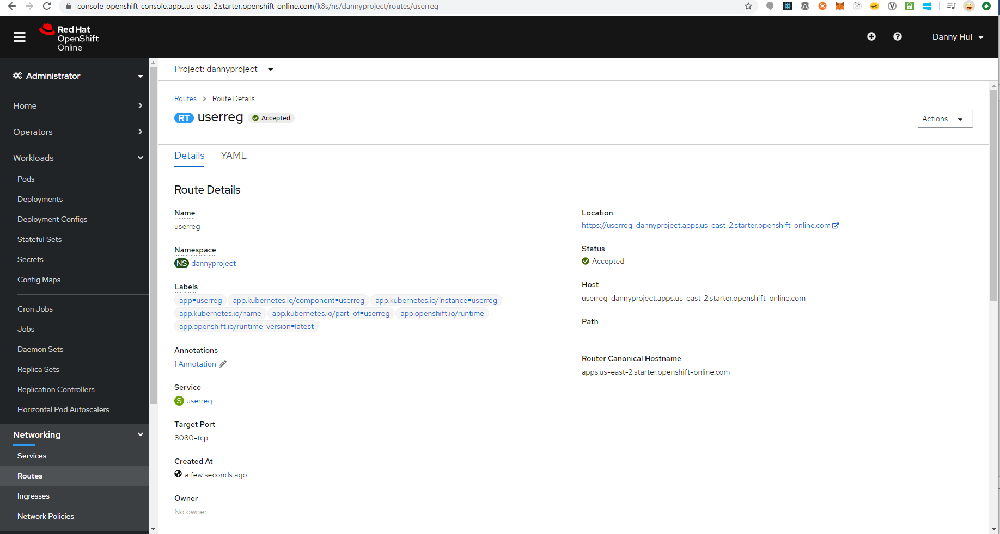 console-openshift-console.apps.us-east-2.starter.openshift-online.com/k8s/ns/dannyproject/routes/userreg
Red Hat
OpenShift
Online
Danny Hui
Administrator
Home
Operators
Workloads
Pods
Deployments
Deployment Configs
Stateful Sets
Secrets
Config Maps
Cron Jobs
Jobs
Daemon Sets
Replica Sets
Replication Controllers
Horizontal Pod Autoscalers
Networking
Services
Routes
Ingresses
Network Policies
Project: dannyproject
Routes > Route Details
RT userreg Accepted
Actions
Details YAML
Route Details
Name
userreg
Namespace
NS dannyproject
Labels
app=userreg app.kubernetes.io/component=userreg app.kubernetes.io/instance=userreg
app.kubernetes.io/name app.kubernetes.io/part-of=userreg app.openshift.io/runtime
app.openshift.io/runtime-version=latest
Annotations
1 Annotation
Service
S userreg
Target Port
8080-tcp
Created At
a few seconds ago
Owner
No owner
Location
https://userreg-dannyproject.apps.us-east-2.starter.openshift-online.com
Status
Accepted
Host
userreg-dannyproject.apps.us-east-2.starter.openshift-online.com
Path
-
Router Canonical Hostname
apps.us-east-2.starter.openshift-online.com